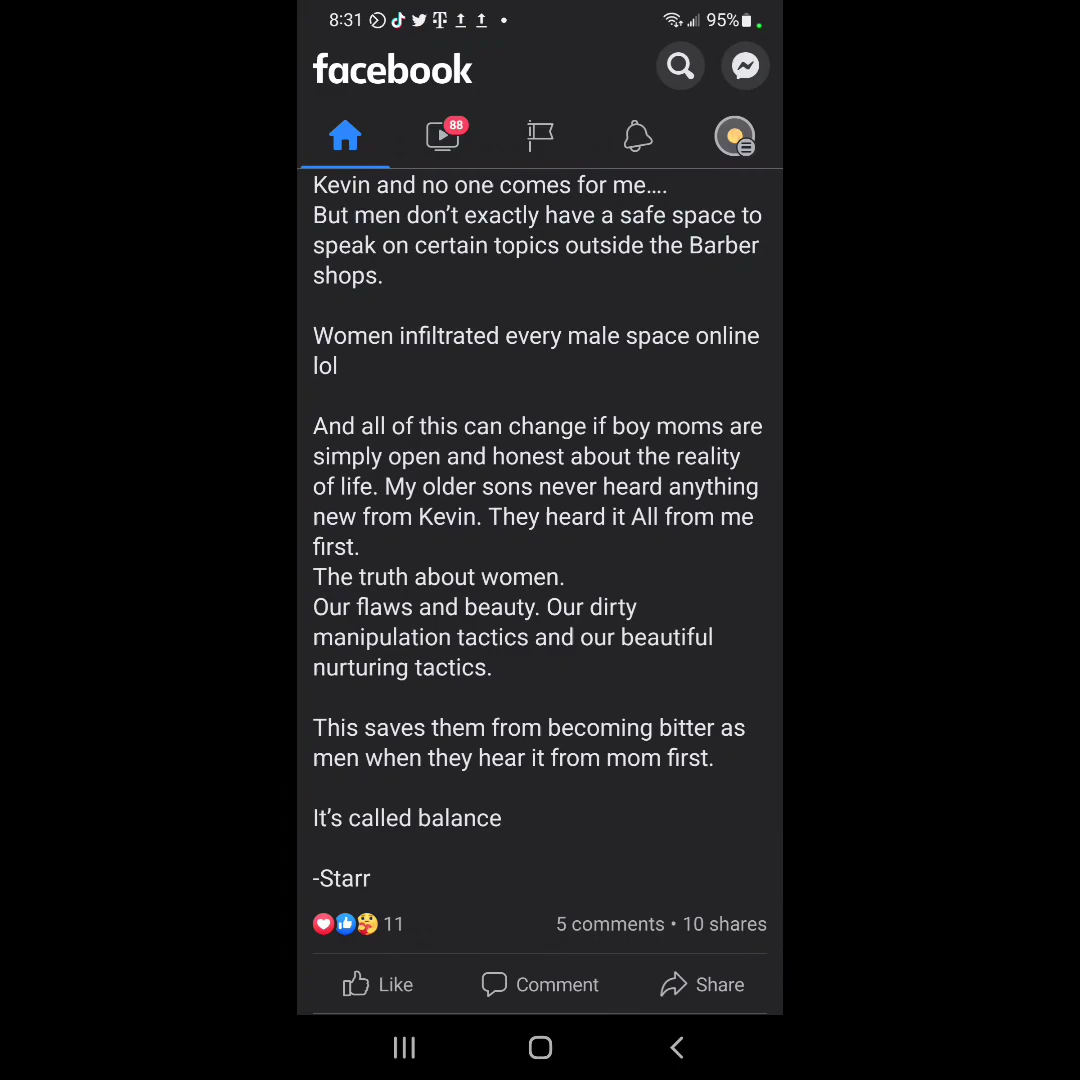 8:31
95%
facebook
88
Kevin and no one comes for me....
But men don't exactly have a safe space to
speak on certain topics outside the Barber
shops.
Women infiltrated every male space online
lol
And all of this can change if boy moms are
simply open and honest about the reality
of life. My older sons never heard anything
new from Kevin. They heard it All from me
first.
The truth about women.
Our flaws and beauty. Our dirty
manipulation tactics and our beautiful
nurturing tactics.
This saves them from becoming bitter as
men when they hear it from mom first.
It's called balance
-Starr
11 5 comments • 10 shares
Like Comment Share